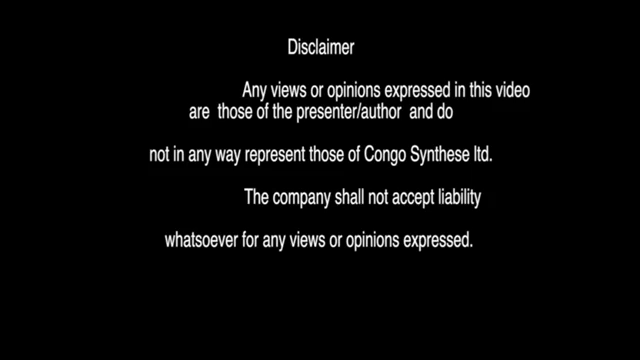 Disclaimer
Any views or opinions expressed in this video
are those of the presenter/author and do
not in any way represent those of Congo Synthese ltd.
The company shall not accept liability
whatsoever for any views or opinions expressed.